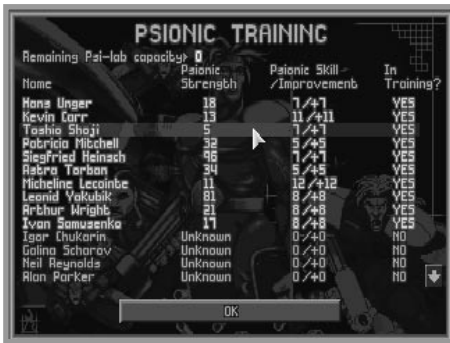 PSIONIC TRAINING
Remaining Psi-lab capacity> 0
Name Psionic Strength Psionic Skill /Improvement In Training?
Hans Unger 18 7/+7 YES
Kevin Carr 13 11/+11 YES
Toshio Shoji 5 7/+7 YES
Patricia Mitchell 32 5/+5 YES
Siegfried Heinsch 96 7/+7 YES
Astra Torban 34 5/+5 YES
Micheline Lecointe 11 12/+12 YES
Leonid Yakubik 81 8/+8 YES
Arthur Wright 21 8/+8 YES
Ivan Samusenko 17 8/+8 YES
Igor Chukarin Unknown 0/+0 NO
Galina Scharov Unknown 0/+0 NO
Neil Reynolds Unknown 0/+0 NO
Alan Parker Unknown 0/+0 NO
OK